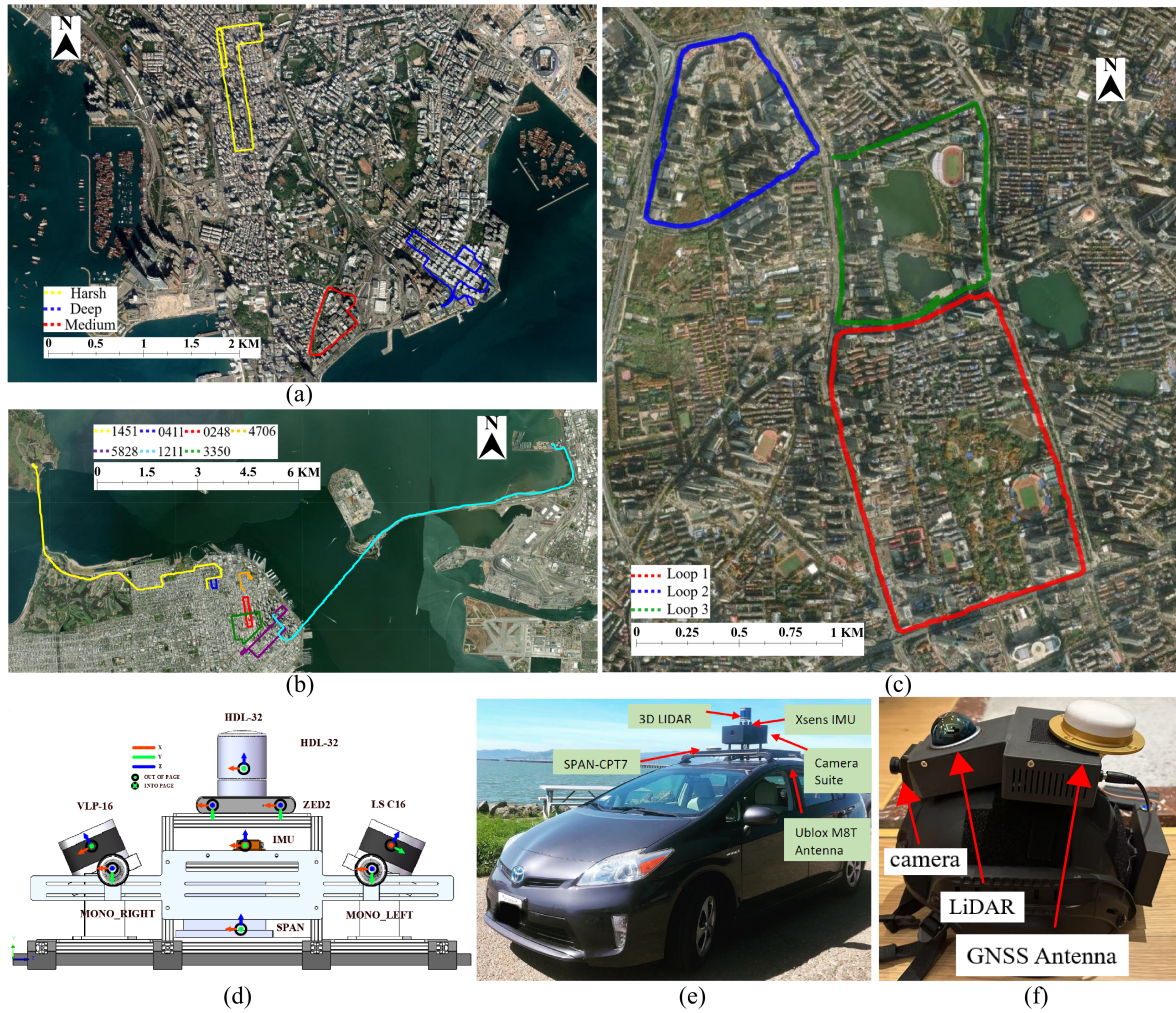 N
Harsh
Deep
Medium
0 0.5 1 2 KM
(a)
1451 0411 0248 4706
5828 1211 3350
N
0 1.5 3 4.5 6 KM
(b)
N
Loop 1
Loop 2
Loop 3
0 0.25 0.5 0.75 1 KM
(c)
HDL-32
HDL-32
X
Y
Z
OUT OF PAGE
INTO PAGE
VLP-16
ZED2
LS C16
IMU
MONO_RIGHT
MONO_LEFT
SPAN
(d)
3D LIDAR
Xsens IMU
SPAN-CPT7
Camera
Suite
Ublox M8T
Antenna
(e)
camera
LiDAR
GNSS Antenna
(f)